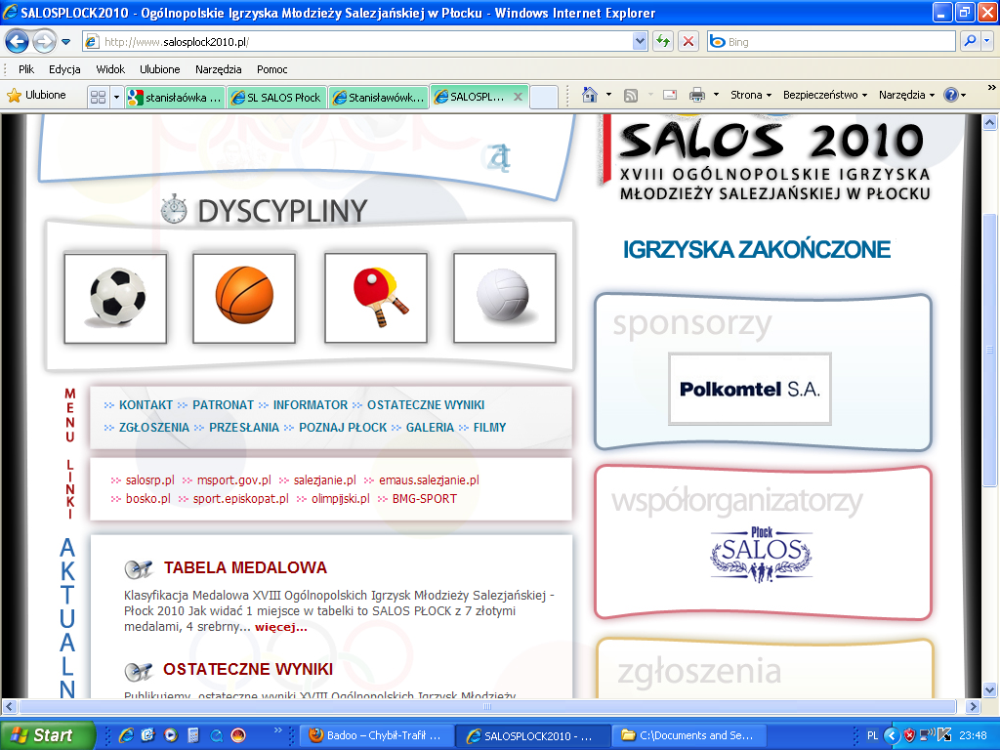 SALOSPLOCK2010 - Ogólnopolskie Igrzyska Młodzieży Salezjańskiej w Płocku - Windows Internet Explorer
http://www.salosplock2010.pl/
Bing
Plik Edycja Widok Ulubione Narzędzia Pomoc
Ulubione
stanisłaówka ...
SL SALOS Płock
Stanisławówk...
SALOSPL...
Strona
Bezpieczeństwo
Narzędzia
SALOS 2010
XVIII OGÓLNOPOLSKIE IGRZYSKA
MŁODZIEŻY SALEZJAŃSKIEJ W PŁOCKU
DYSCYPLINY
IGRZYSKA ZAKOŃCZONE
sponsorzy
Polkomtel S.A.
MENU
>> KONTAKT >> PATRONAT >> INFORMATOR >> OSTATECZNE WYNIKI
>> ZGŁOSZENIA >> PRZESŁANIA >> POZNAJ PŁOCK >> GALERIA >> FILMY
LINKI
>> salosrp.pl >> msport.gov.pl >> salezjanie.pl >> emaus.salezjanie.pl
>> bosko.pl >> sport.episkopat.pl >> olimpijski.pl >> BMG-SPORT
współorganizatorzy
Płock
SALOS
AKTUALN
TABELA MEDALOWA
Klasyfikacja Medalowa XVIII Ogólnopolskich Igrzysk Młodzieży Salezjańskiej -
Płock 2010 Jak widać 1 miejsce w tabelki to SALOS PŁOCK z 7 złotymi
medalami, 4 srebrny... więcej...
OSTATECZNE WYNIKI
Publikujemy ostateczne wyniki XVIII Ogólnopolskich Igrzysk Młodzieży
zgłoszenia
Start
Badoo – Chybił-Trafił ...
SALOSPLOCK2010 - ...
C:\Documents and Se...
PL
23:48